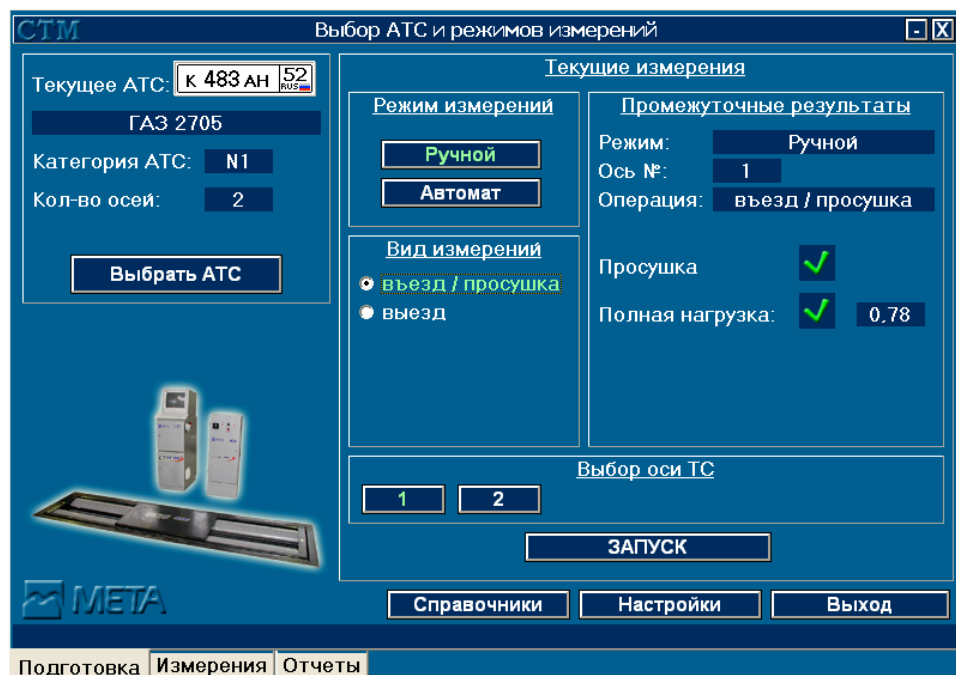 СТМ
Выбор АТС и режимов измерений
Текущее АТС: К 483 АН 52 RUS
ГАЗ 2705
Категория АТС: N1
Кол-во осей: 2
Выбрать АТС
Текущие измерения
Режим измерений
Ручной
Автомат
Вид измерений
въезд / просушка
выезд
Промежуточные результаты
Режим: Ручной
Ось №: 1
Операция: въезд / просушка
Просушка
Полная нагрузка: 0,78
Выбор оси ТС
1 2
ЗАПУСК
МЕТА
Справочники Настройки Выход
Подготовка Измерения Отчеты